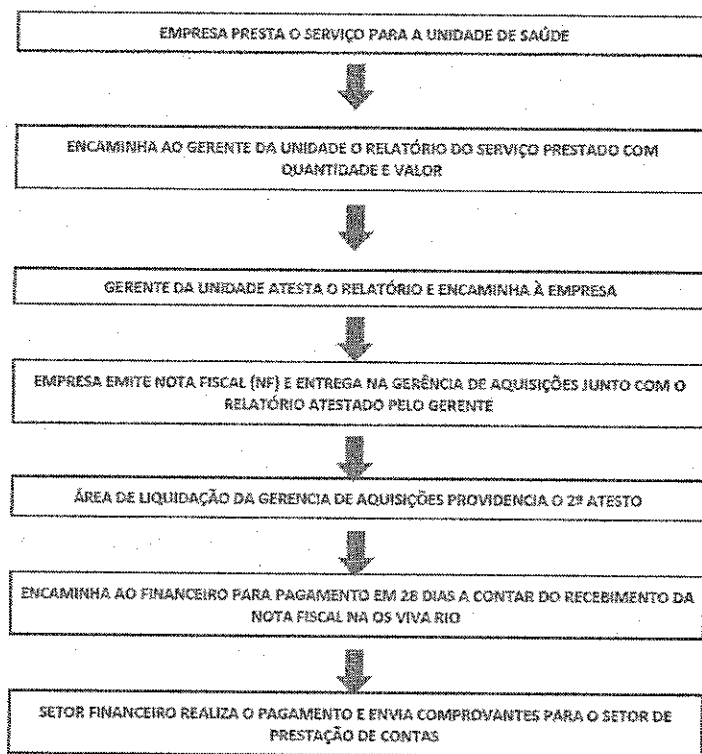 EMPRESA PRESTA O SERVIÇO PARA A UNIDADE DE SAÚDE
ENCAMINHA AO GERENTE DA UNIDADE O RELATÓRIO DO SERVIÇO PRESTADO COM
QUANTIDADE E VALOR
GERENTE DA UNIDADE ATESTA O RELATÓRIO E ENCAMINHA À EMPRESA
EMPRESA EMITE NOTA FISCAL (NF) E ENTREGA NA GERÊNCIA DE AQUISIÇÕES JUNTO COM O
RELATÓRIO ATESTADO PELO GERENTE
ÁREA DE LIQUIDAÇÃO DA GERENCIA DE AQUISIÇÕES PROVIDENCIA O 2º ATESTO
ENCAMINHA AO FINANCEIRO PARA PAGAMENTO EM 28 DIAS A CONTAR DO RECEBIMENTO DA
NOTA FISCAL NA OS VIVA RIO
SETOR FINANCEIRO REALIZA O PAGAMENTO E ENVIA COMPROVANTES PARA O SETOR DE
PRESTAÇÃO DE CONTAS